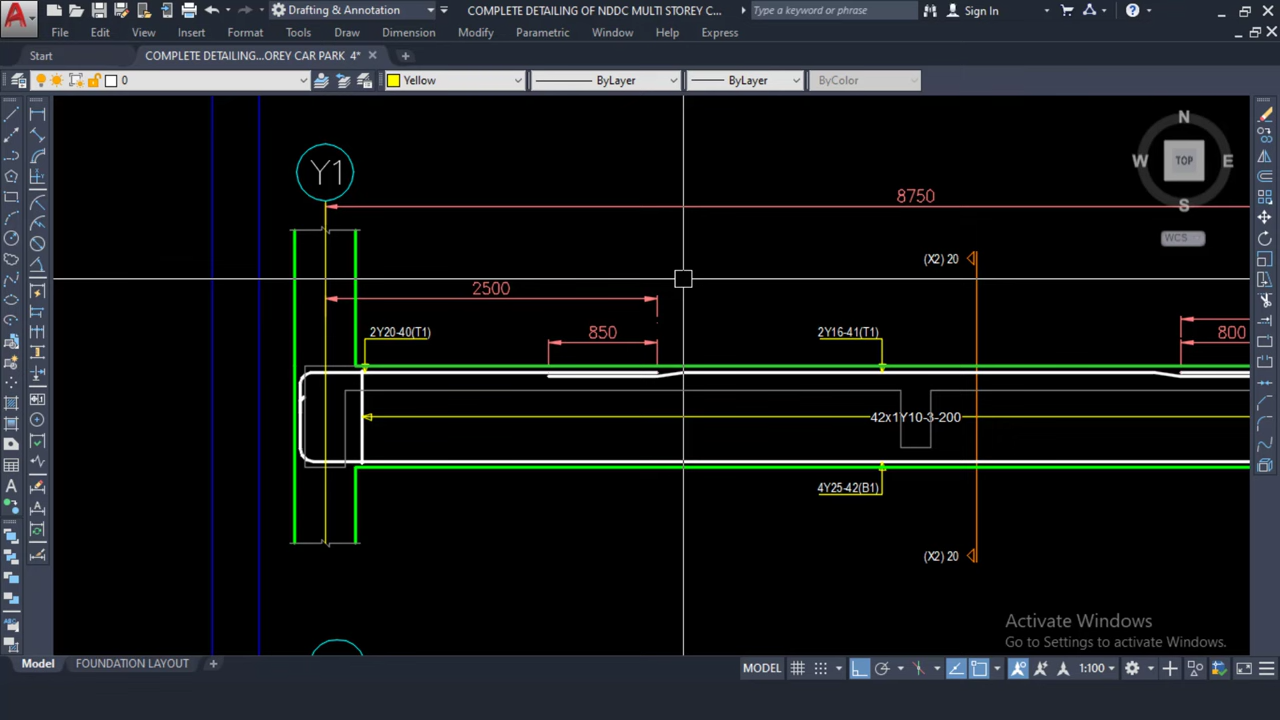 Drafting & Annotation
COMPLETE DETAILING OF NDDC MULTI STOREY C...
Type a keyword or phrase
Sign In
File Edit View Insert Format Tools Draw Dimension Modify Parametric Window Help Express
Start
COMPLETE DETAILING...OREY CAR PARK 4*
0
Yellow
ByLayer
ByLayer
ByColor
N
W TOP E
S
WCS
Y1
8750
(X2) 20
2500
2Y20-40(T1)
850
2Y16-41(T1)
800
42x1Y10-3-200
4Y25-42(B1)
(X2) 20
Activate Windows
Go to Settings to activate Windows.
Model FOUNDATION LAYOUT
MODEL
1:100